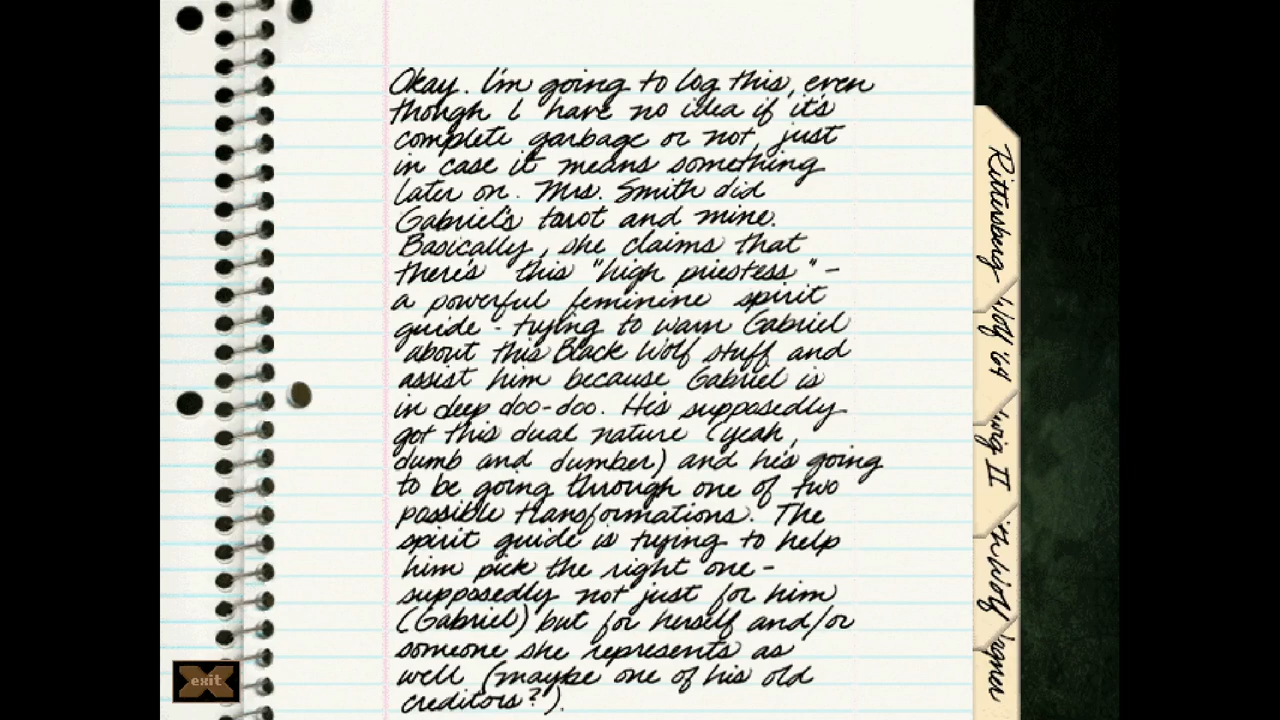 Okay. I'm going to log this, even
though I have no idea if it's
complete garbage or not, just
in case it means something
later on. Mrs. Smith did
Gabriel's tarot and mine.
Basically, she claims that
there's this "high priestess" -
a powerful feminine spirit
guide - trying to warn Gabriel
about this Black Wolf stuff and
assist him because Gabriel is
in deep doo-doo. His supposedly
got this dual nature (yeah,
dumb and dumber) and he's going
to be going through one of two
possible transformations. The
spirit guide is trying to help
him pick the right one -
supposedly not just for him
(Gabriel) but for herself and/or
someone she represents as
well (maybe one of his old
creditors?).
Rittersberg
Wolf '64
wig II
th Wolf
agner
exit